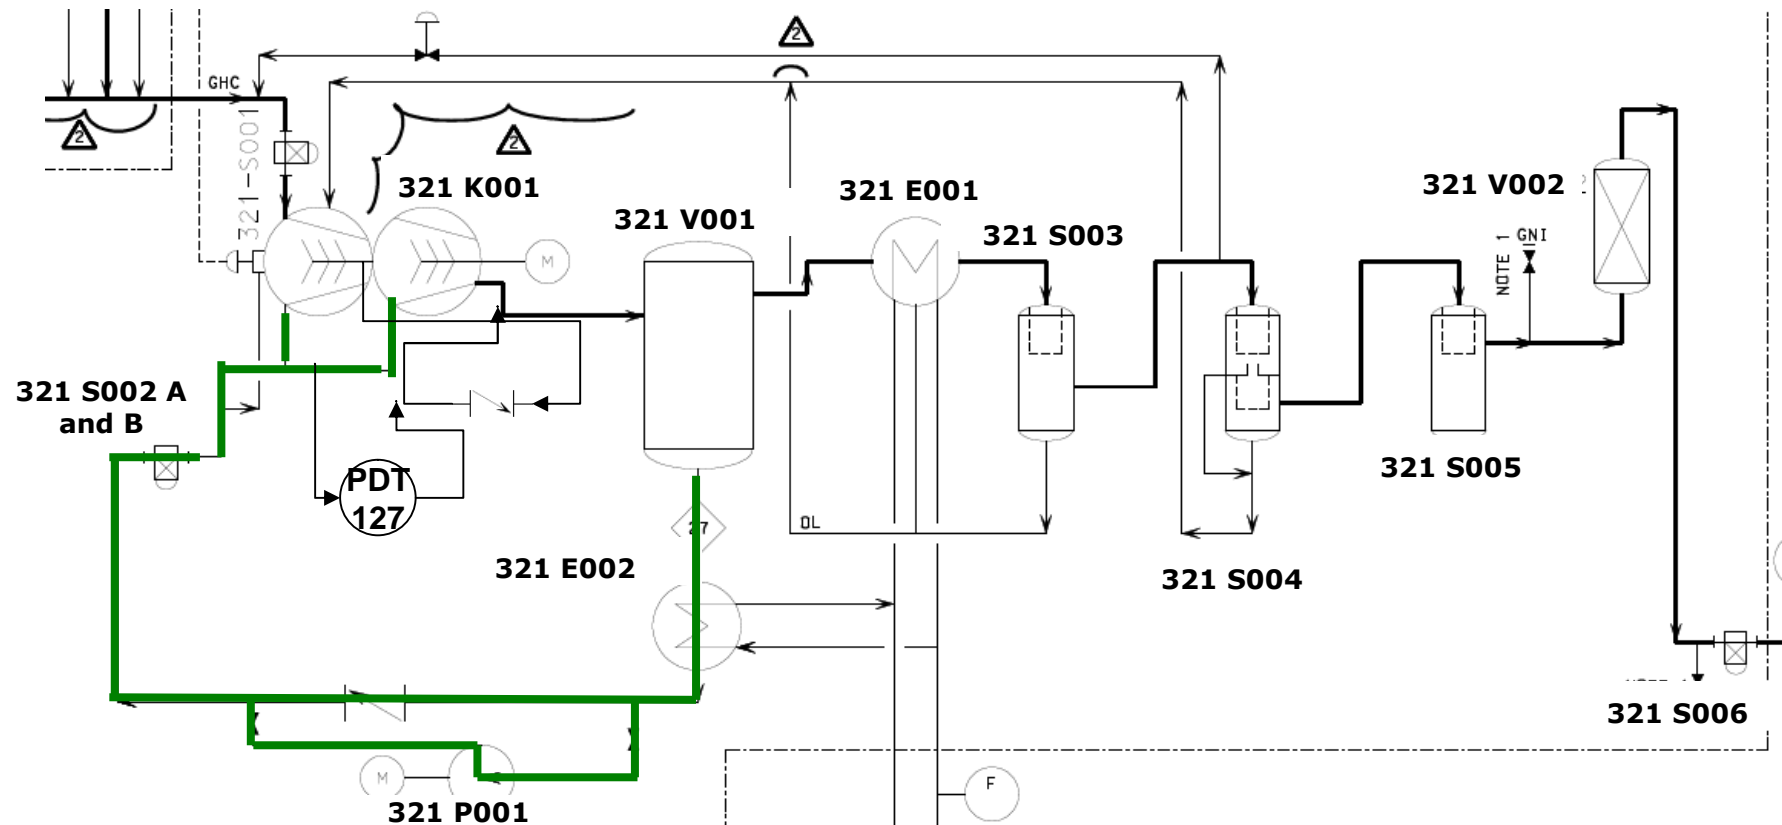 2
GHC
2
2
321-S001
321 K001
321 E001
321 V002
321 V001
321 S003
NOTE 1
GNI
M
321 S002 A
and B
321 S005
PDT
127
OL
27
321 E002
321 S004
321 S006
M
F
321 P001